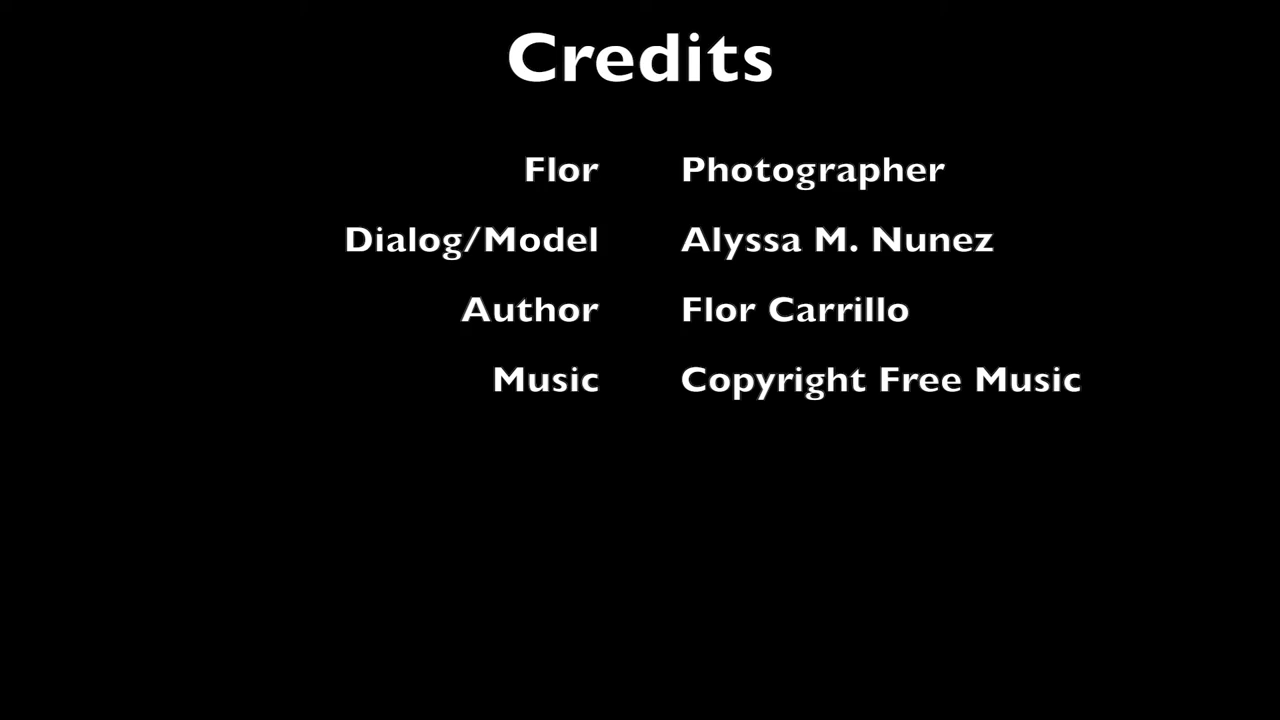 Credits
Flor Photographer
Dialog/Model Alyssa M. Nunez
Author Flor Carrillo
Music Copyright Free Music